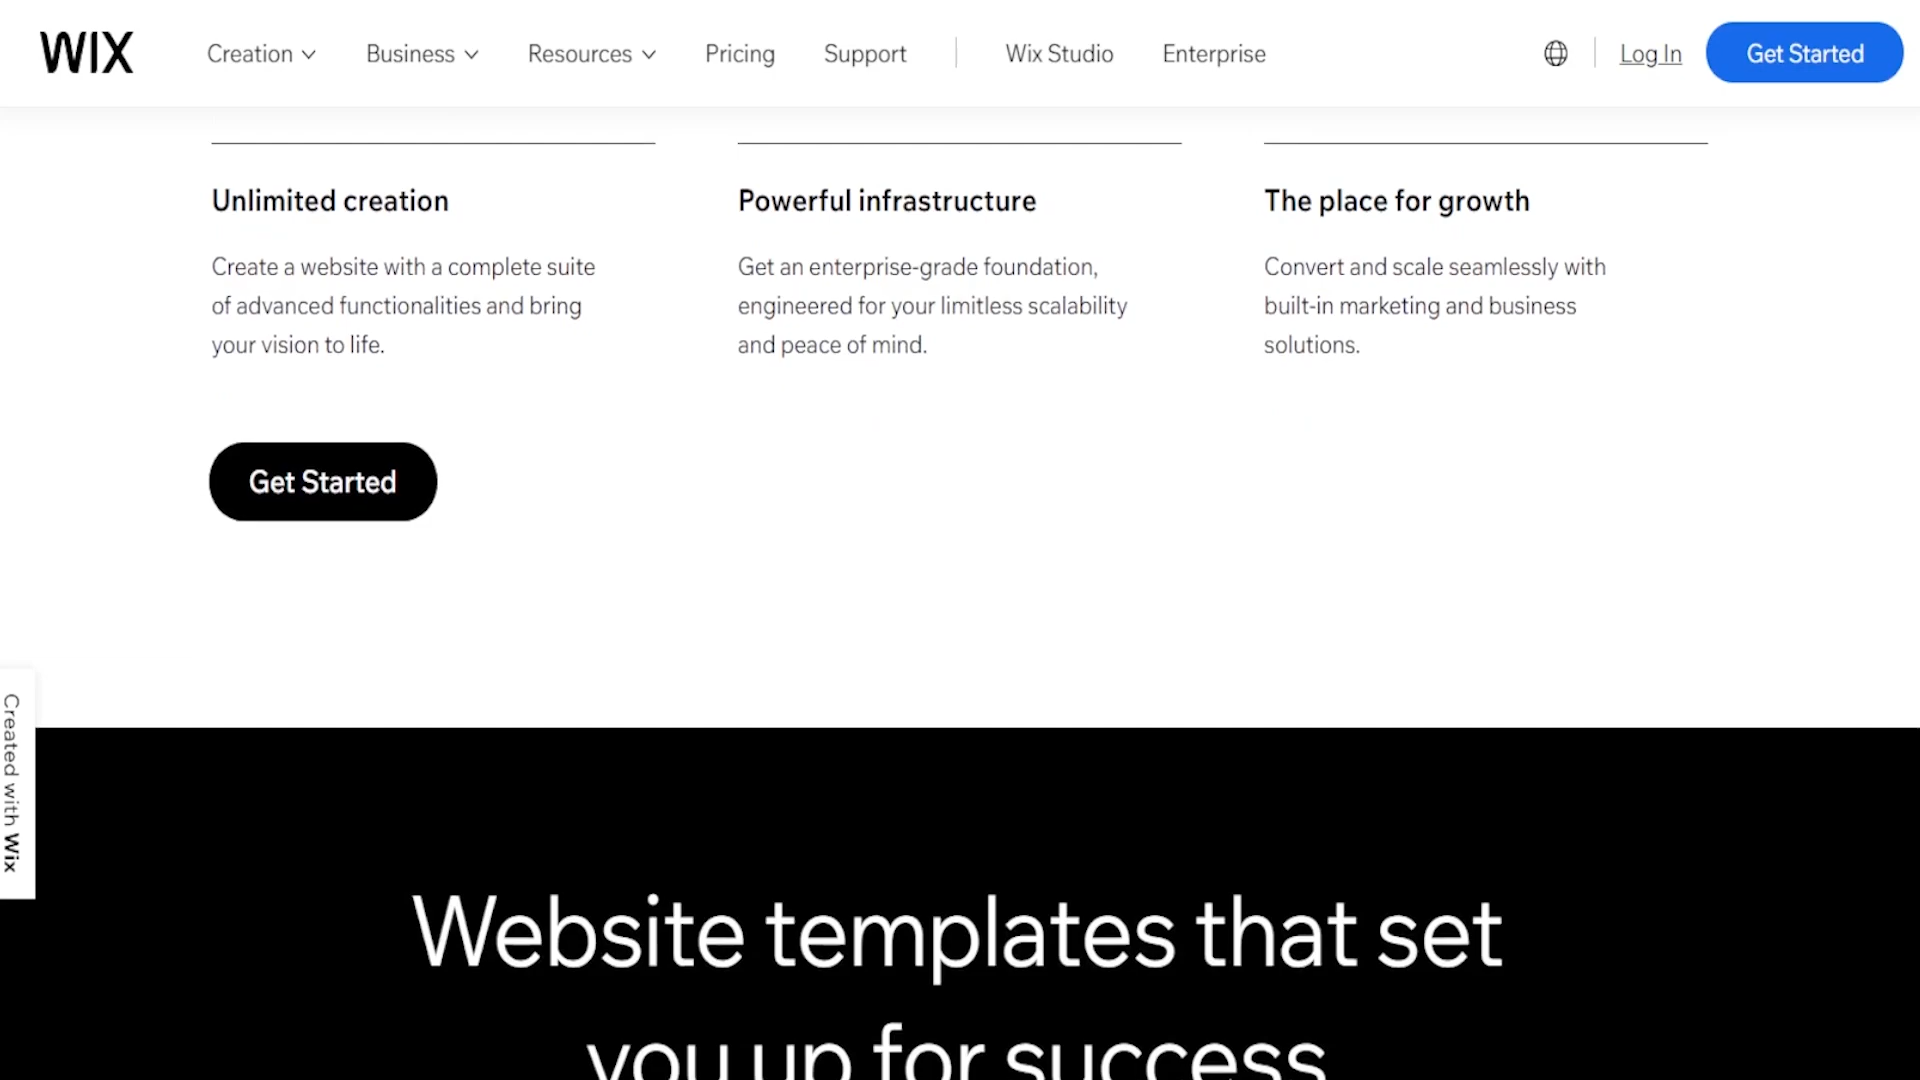 WIX
Creation
Business
Resources
Pricing
Support
Wix Studio
Enterprise
Log In
Get Started
Unlimited creation
Create a website with a complete suite
of advanced functionalities and bring
your vision to life.
Powerful infrastructure
Get an enterprise-grade foundation,
engineered for your limitless scalability
and peace of mind.
The place for growth
Convert and scale seamlessly with
built-in marketing and business
solutions.
Get Started
Created with Wix
Website templates that set
you up for success